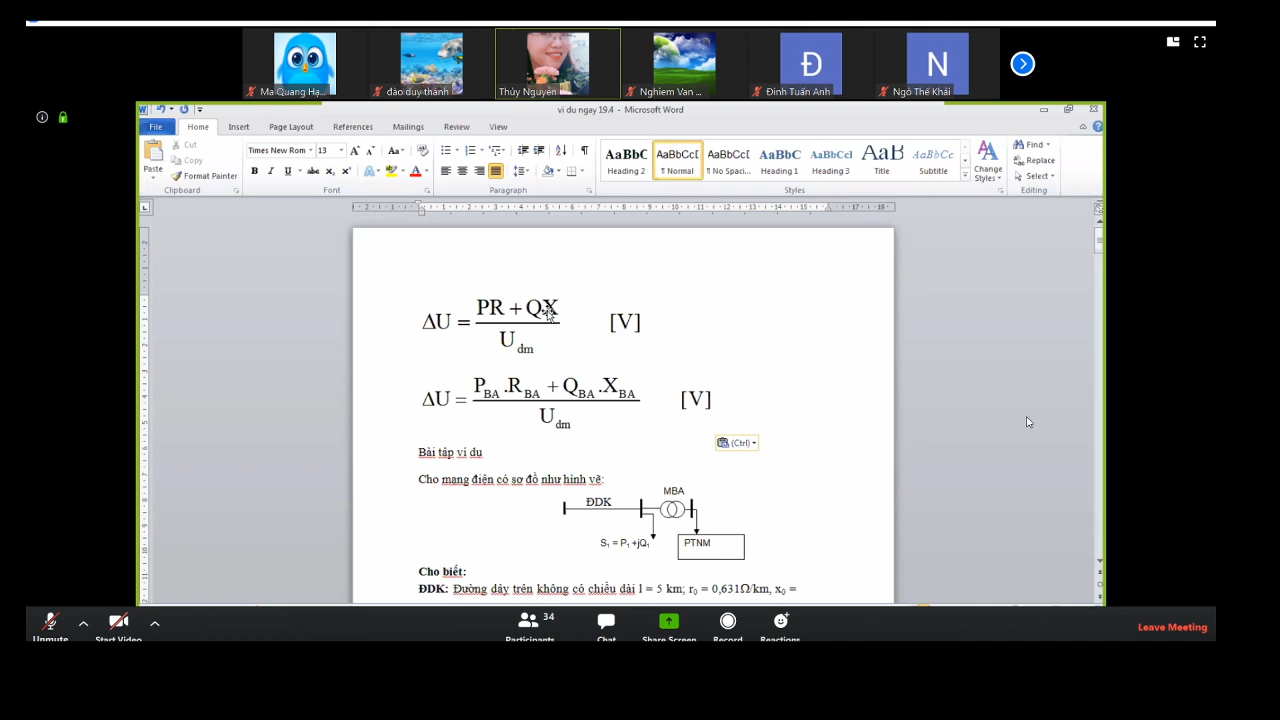 Ma Quang Hạ...
đào duy thành
Thúy Nguyễn
Nghiem Van ...
Đ
Đinh Tuấn Anh
N
Ngô Thế Khải
vi du ngay 19.4 - Microsoft Word
File Home Insert Page Layout References Mailings Review View
Paste
Cut
Copy
Format Painter
Clipboard
Times New Rom 13
Font
Paragraph
AaBbC AaBbCcD AaBbCcD AaBbC AaBbCcI AaB AaBbCc
Heading 2 ¶ Normal ¶ No Spaci... Heading 1 Heading 3 Title Subtitle
Change Styles
Styles
Find
Replace
Select
Editing
ΔU = (PR + QX) / U_dm [V]
ΔU = (P_BA .R_BA + Q_BA .X_BA) / U_dm [V]
(Ctrl)
Bài tập ví du
Cho mạng điện có sơ đồ như hình vẽ:
MBA
ĐDK
S₁ = P₁ +jQ₁
PTNM
Cho biết:
ĐDK: Đường dây trên không có chiều dài l = 5 km; r₀ = 0,631Ω/km, x₀ =
Unmute Start Video Participants 34 Chat Share Screen Record Reactions
Leave Meeting